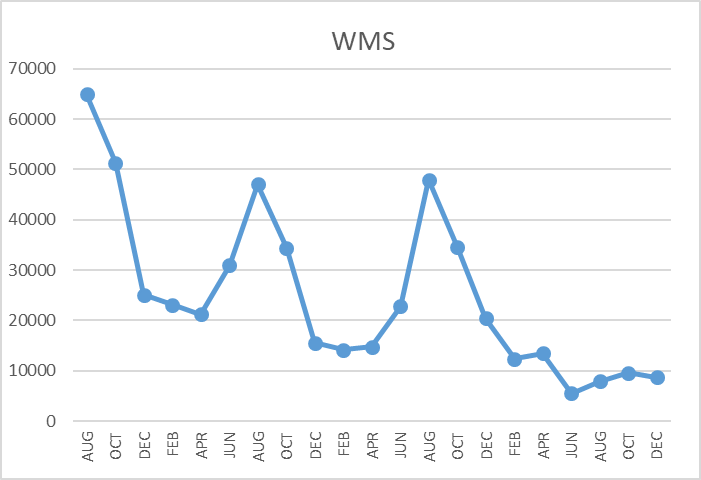 WMS
70000
60000
50000
40000
30000
20000
10000
0
AUG
OCT
DEC
FEB
APR
JUN
AUG
OCT
DEC
FEB
APR
JUN
AUG
OCT
DEC
FEB
APR
JUN
AUG
OCT
DEC